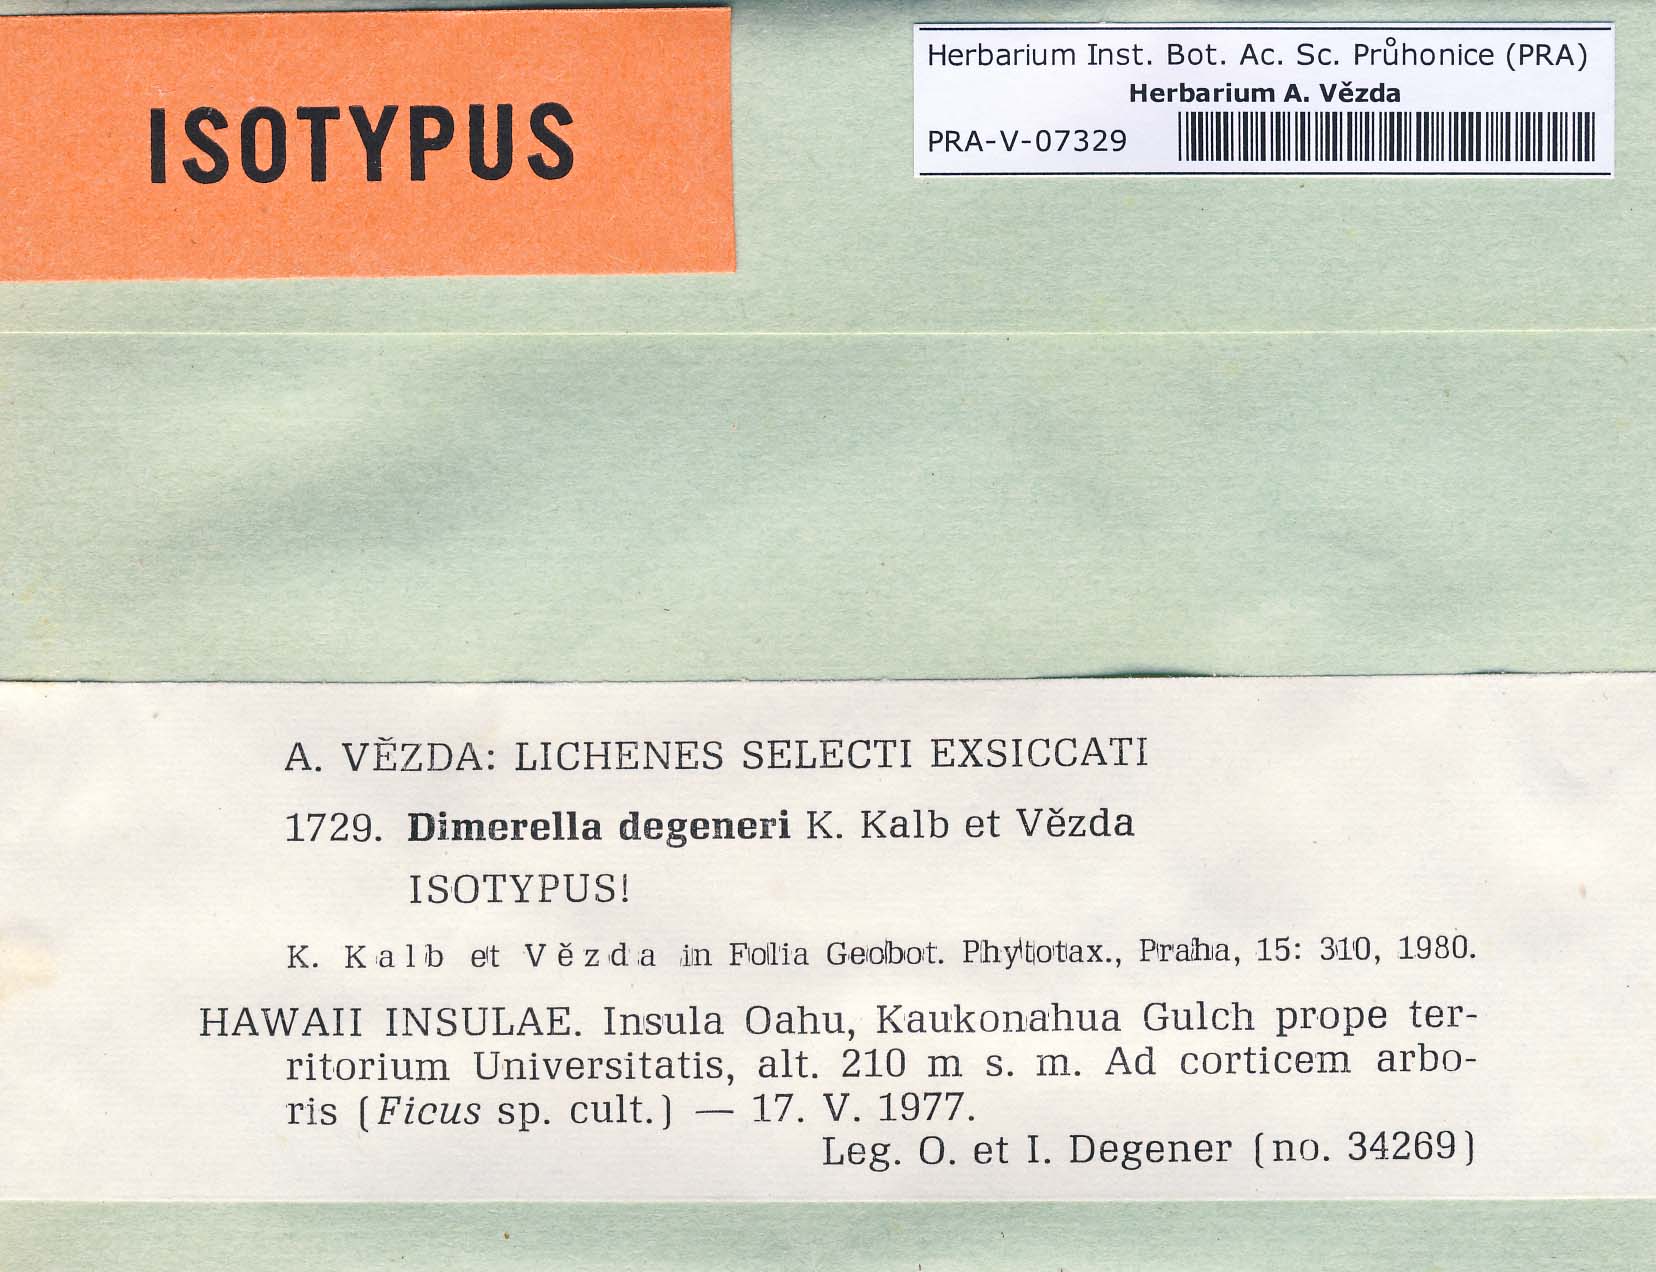 ISOTYPUS
Herbarium Inst. Bot. Ac. Sc. Průhonice (PRA)
Herbarium A. Vězda
PRA-V-07329
A. VĚZDA: LICHENES SELECTI EXSICCATI
1729. Dimerella degeneri K. Kalb et Vězda
ISOTYPUS!
K. Kalb et Vězda in Folia Geobot. Phytotax., Praha, 15: 310, 1980.
HAWAII INSULAE. Insula Oahu, Kaukonahua Gulch prope ter-
ritorium Universitatis, alt. 210 m s. m. Ad corticem arbo-
ris (Ficus sp. cult.) — 17. V. 1977.
Leg. O. et I. Degener (no. 34269)